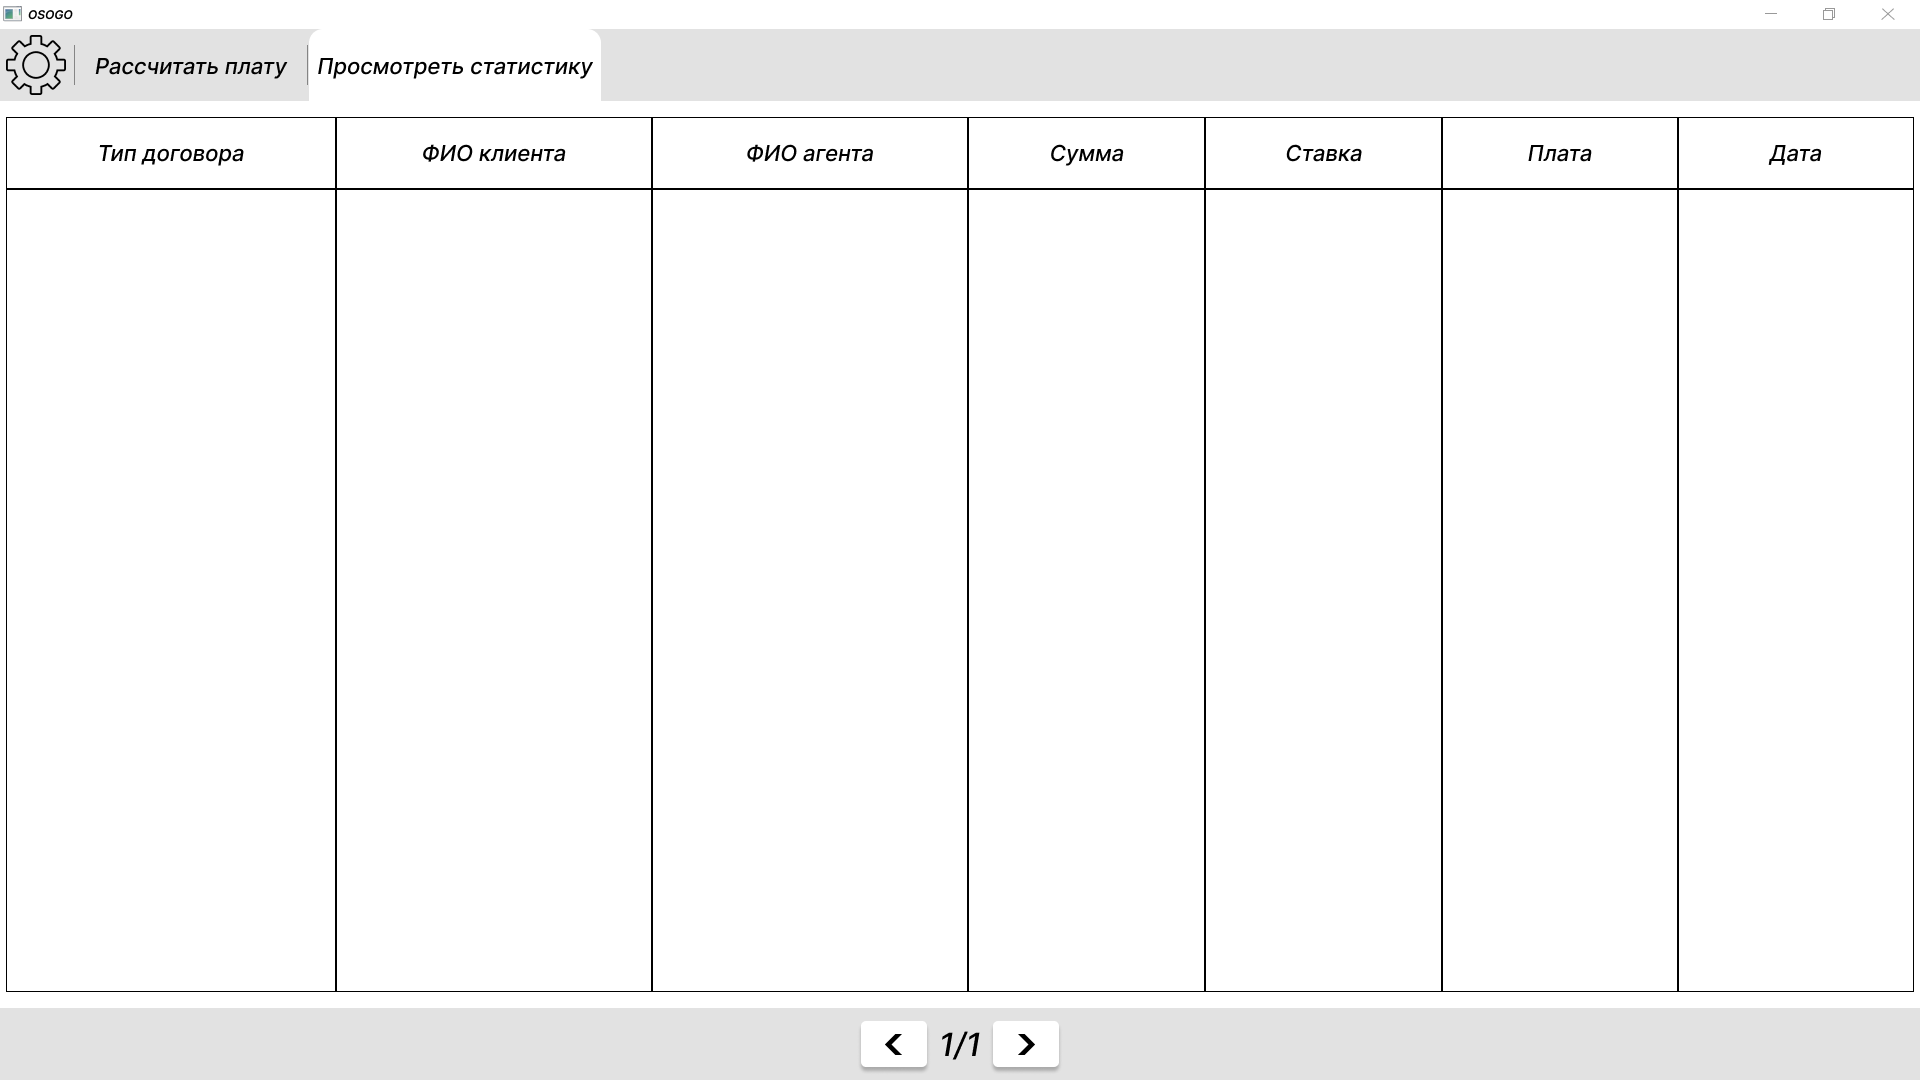 OSOGO
Рассчитать плату
Просмотреть статистику
Тип договора
ФИО клиента
ФИО агента
Сумма
Ставка
Плата
Дата
1/1